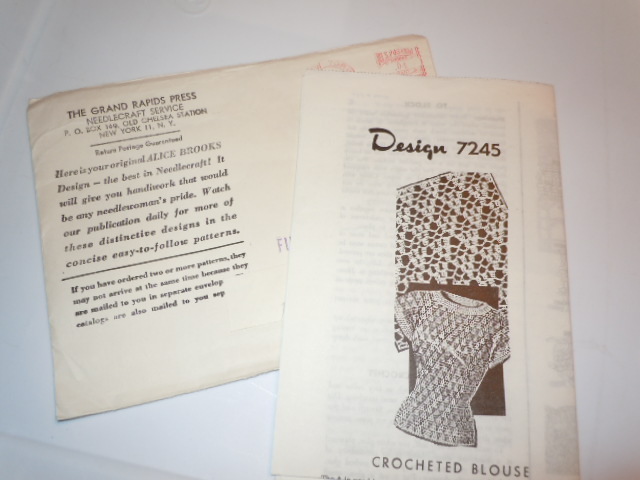 THE GRAND RAPIDS PRESS
NEEDLECRAFT SERVICE
P. O. BOX 169, OLD CHELSEA STATION
NEW YORK 11, N. Y.
Return Postage Guaranteed
Here is your original ALICE BROOKS
Design — the best in Needlecraft! It
will give you handiwork that would
be any needlewoman's pride. Watch
our publication daily for more of
these distinctive designs in the
concise easy-to-follow patterns.
If you have ordered two or more patterns, they
may not arrive at the same time because they
are mailed to you in separate envelop
catalogs are also mailed to you sep
FI
Design 7245
CROCHETED BLOUSE